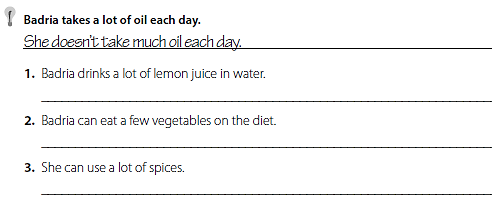 Badria takes a lot of oil each day.
She doesn't take much oil each day.
1. Badria drinks a lot of lemon juice in water.
2. Badria can eat a few vegetables on the diet.
3. She can use a lot of spices.